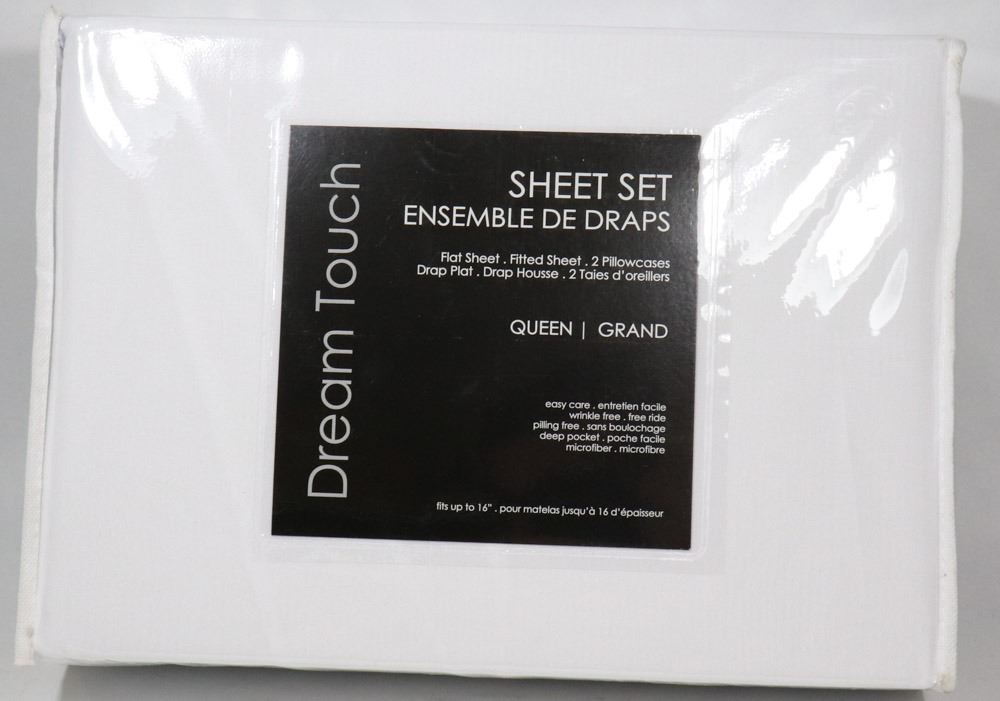 Dream Touch
SHEET SET
ENSEMBLE DE DRAPS
Flat Sheet . Fitted Sheet . 2 Pillowcases
Drap Plat . Drap Housse . 2 Taies d'oreillers
QUEEN | GRAND
easy care . entretien facile
wrinkle free . free ride
pilling free . sans boulochage
deep pocket . poche facile
microfiber . microfibre
fits up to 16" . pour matelas jusqu'à 16 d'épaisseur